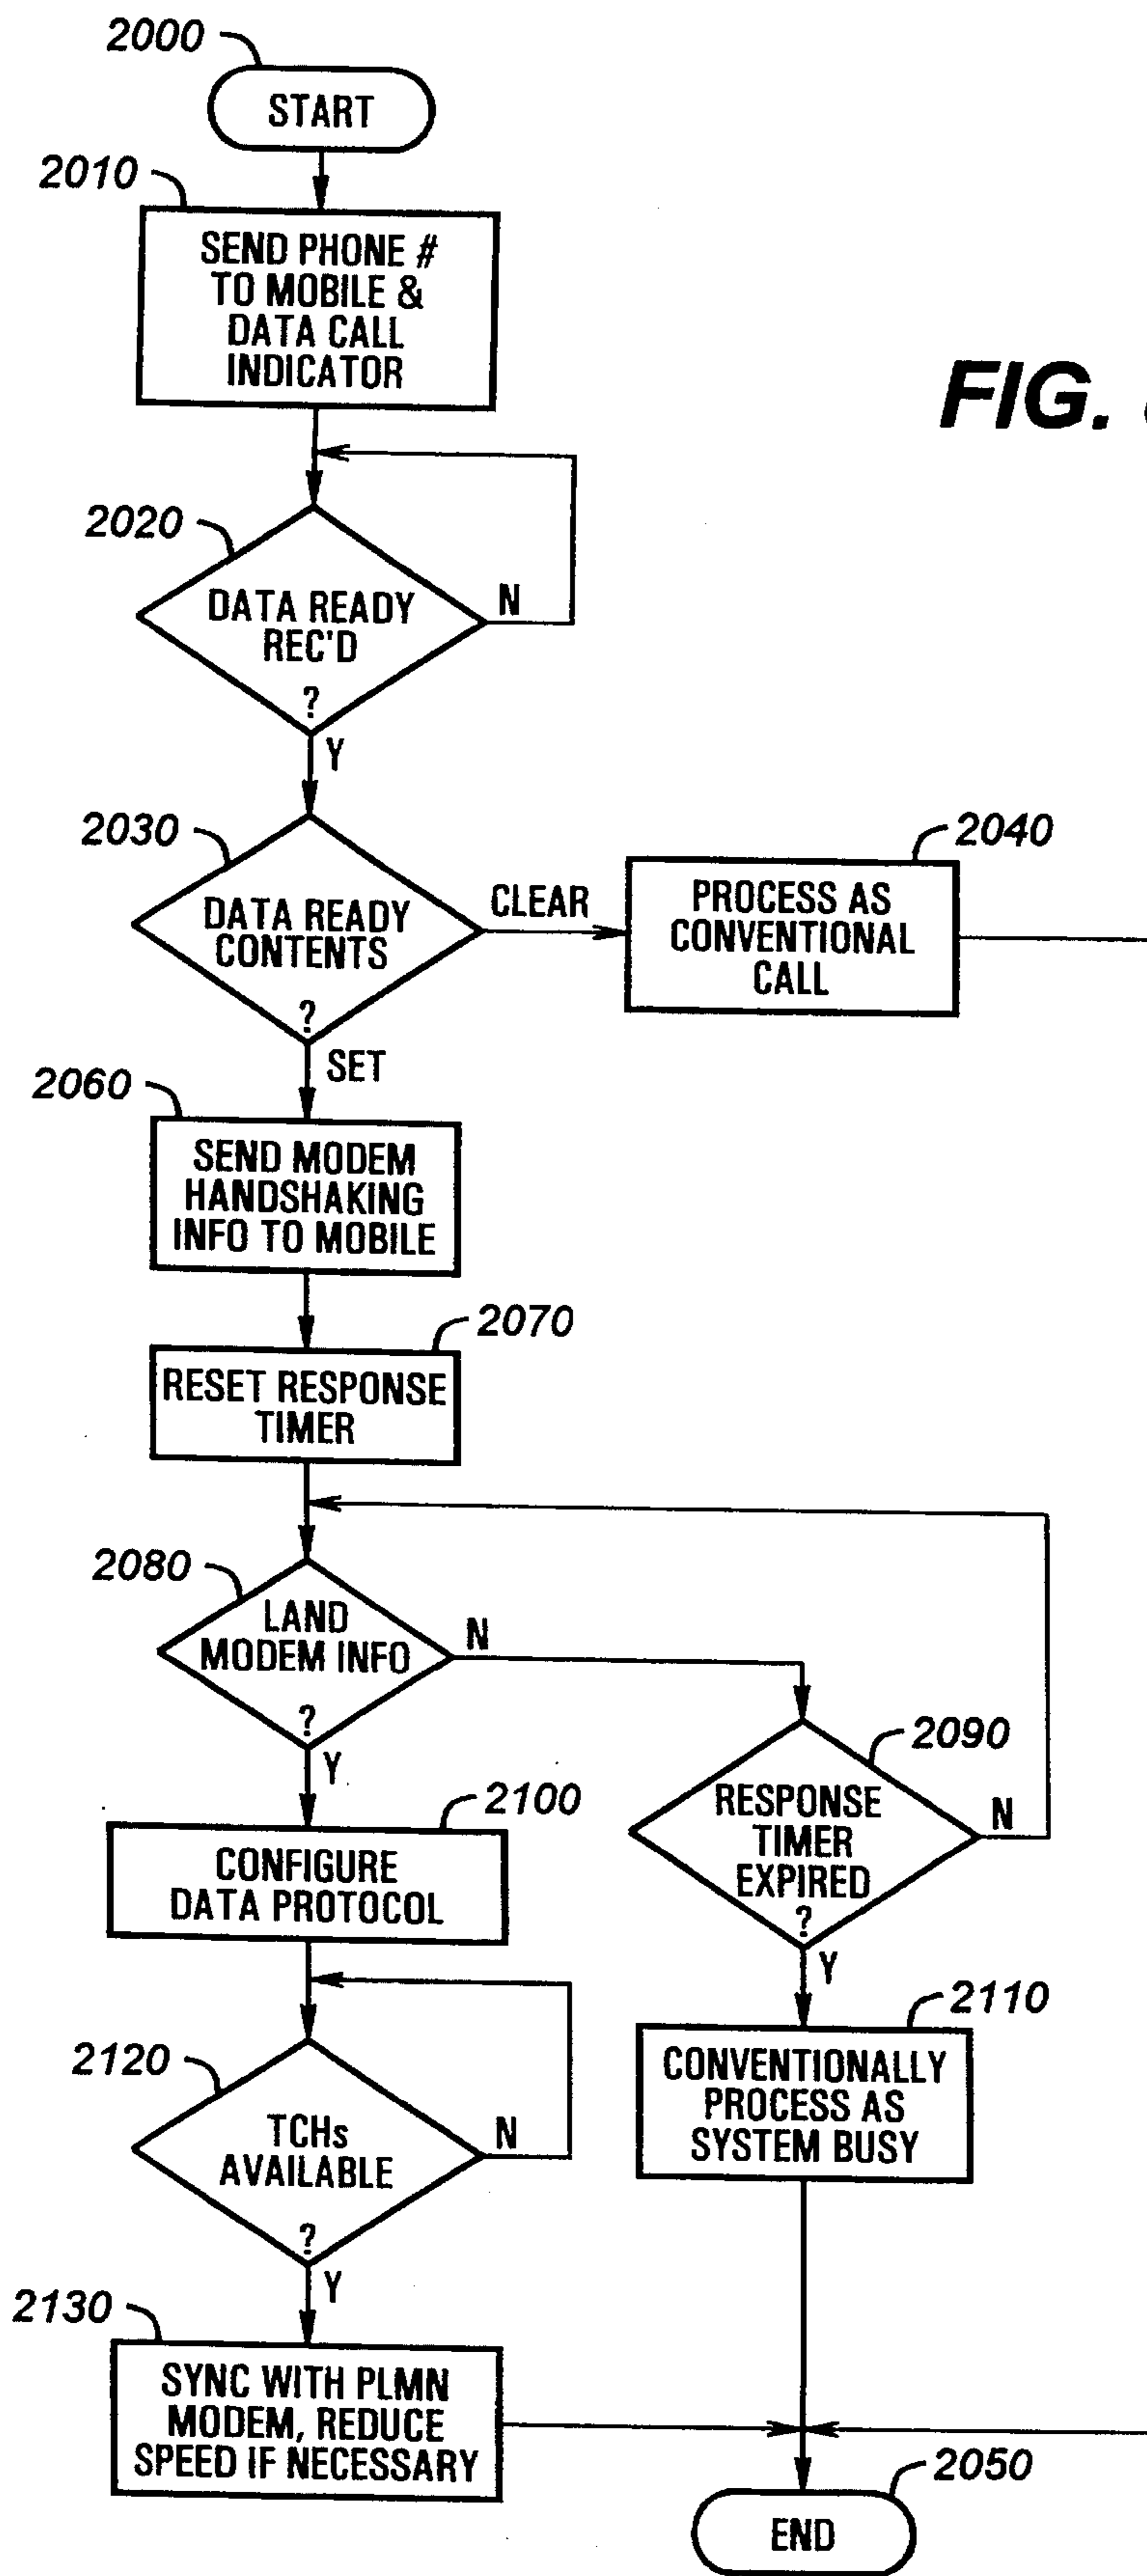 2000
START
2010
SEND PHONE #
TO MOBILE &
DATA CALL
INDICATOR
FIG.
2020
DATA READY
REC'D
?
N
Y
2030
DATA READY
CONTENTS
?
CLEAR
2040
PROCESS AS
CONVENTIONAL
CALL
SET
2060
SEND MODEM
HANDSHAKING
INFO TO MOBILE
2070
RESET RESPONSE
TIMER
2080
LAND
MODEM INFO
?
N
Y
2090
RESPONSE
TIMER
EXPIRED
?
N
Y
2100
CONFIGURE
DATA PROTOCOL
2110
CONVENTIONALLY
PROCESS AS
SYSTEM BUSY
2120
TCHs
AVAILABLE
?
N
Y
2130
SYNC WITH PLMN
MODEM, REDUCE
SPEED IF NECESSARY
2050
END